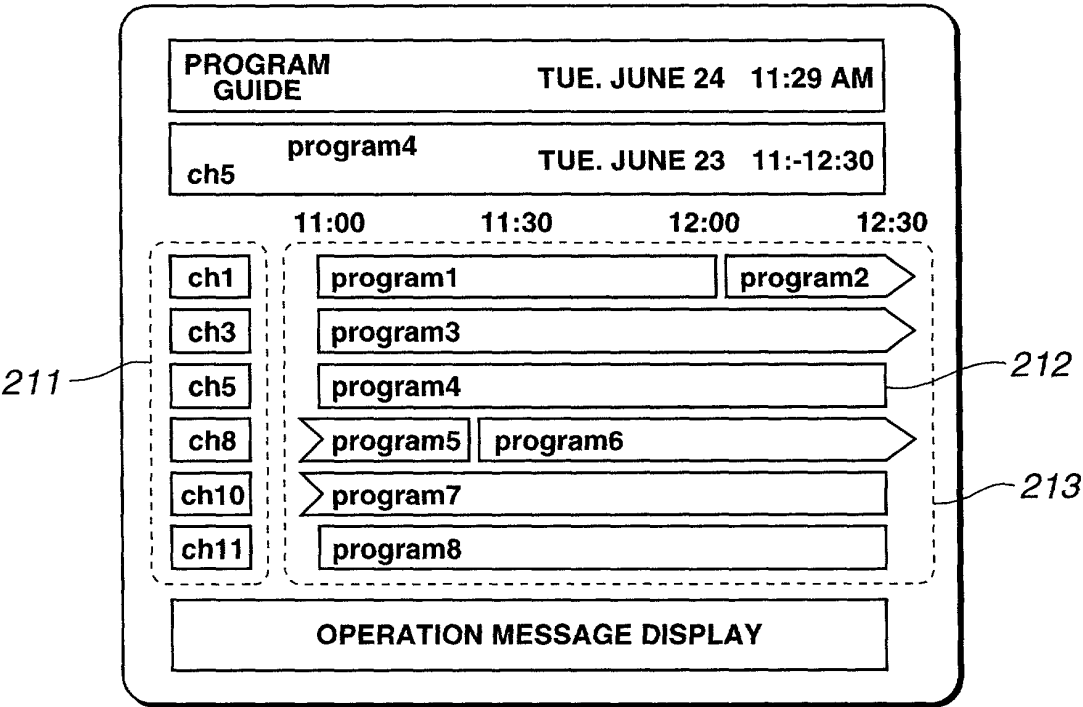 PROGRAM
GUIDE
TUE. JUNE 24 11:29 AM
program4
ch5
TUE. JUNE 23 11:-12:30
11:00 11:30 12:00 12:30
ch1 program1 program2
ch3 program3
ch5 program4
ch8 program5 program6
ch10 program7
ch11 program8
OPERATION MESSAGE DISPLAY
211
212
213